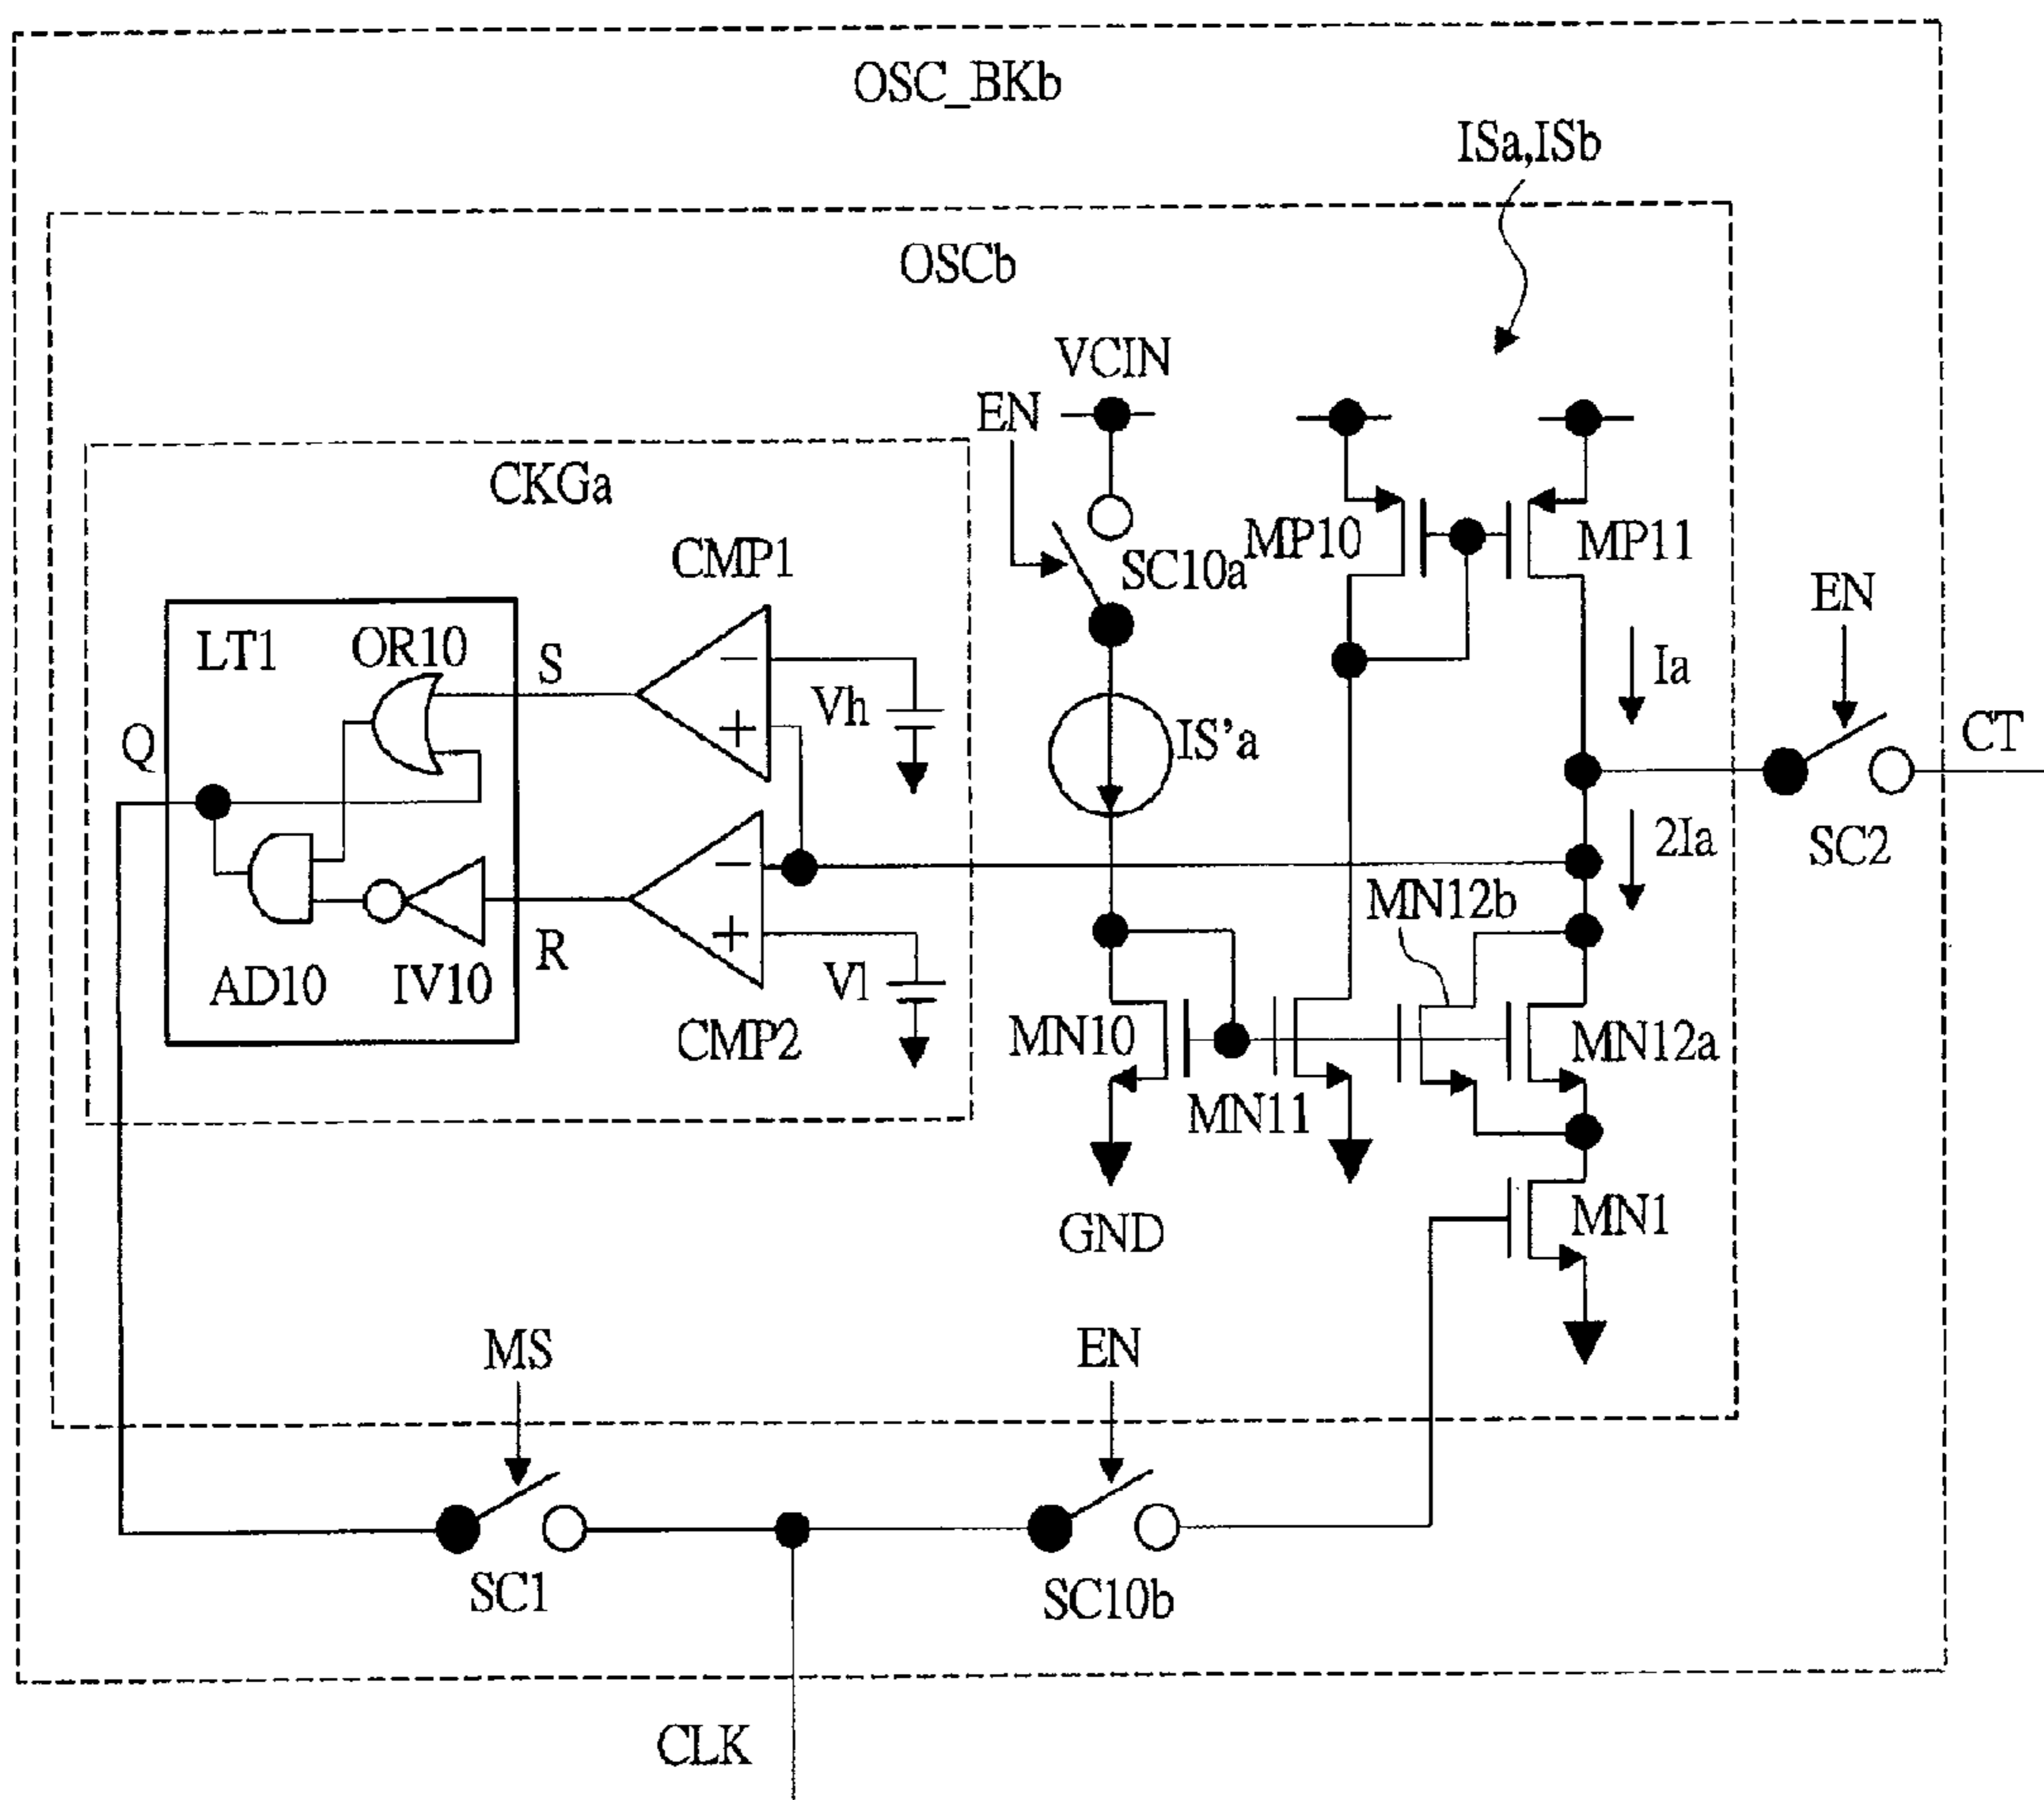 OSC_BKb
ISa,ISb
OSCb
VCIN
EN
CKGa
CMP1
SC10a
MP10
MP11
EN
LT1
OR10
S
Ia
Vh
−
+
Q
IS'a
CT
2Ia
SC2
−
+
MN12b
R
AD10
IV10
Vl
CMP2
MN10
MN12a
MN11
GND
MN1
MS
EN
SC1
SC10b
CLK